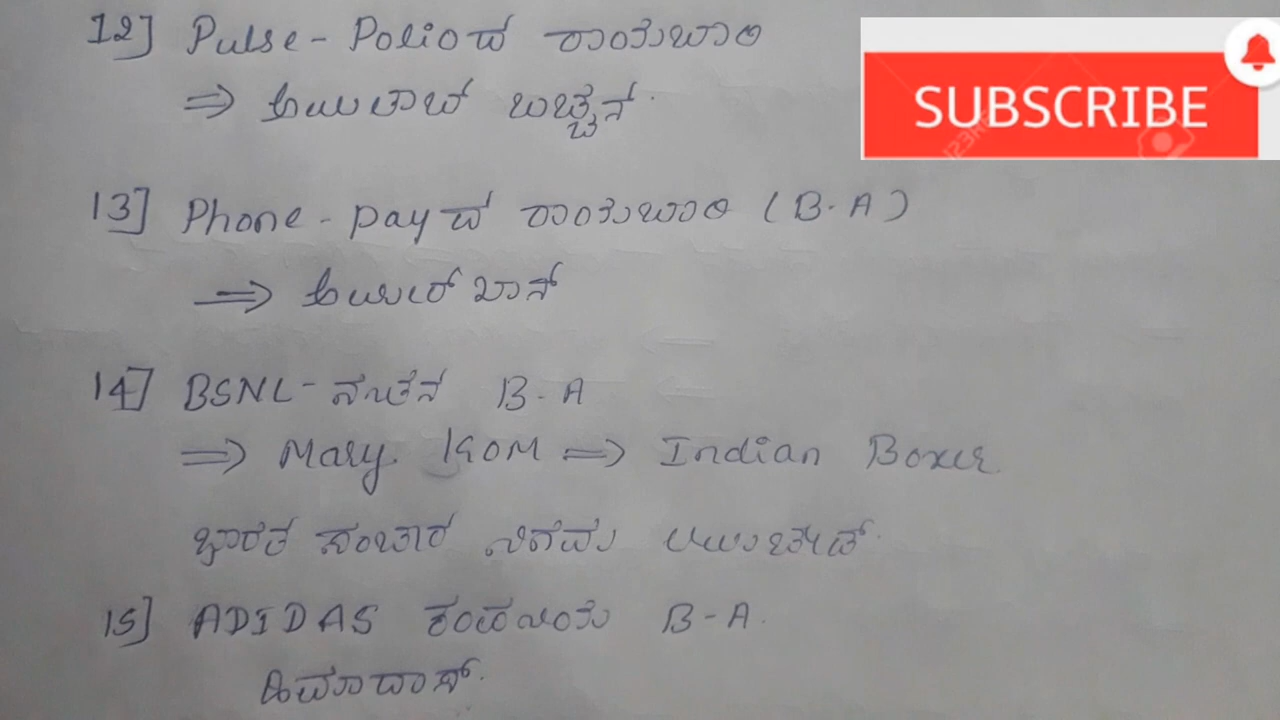 12] Pulse - Polioದ ರಾಯಭಾರಿ
⇒ ಅಮಿತಾಬ್ ಬಚ್ಚನ್.
SUBSCRIBE
13] Phone - payದ ರಾಯಭಾರಿ (B.A)
⇒ ಅಮೀರ್ ಖಾನ್
14] BSNL - ನೂತನ B.A
⇒ Mary KOM ⇒ Indian Boxer
ಭಾರತ ಸಂಚಾರ ನಿಗಮ ಲಿಮಿಟೆಡ್.
15] ADIDAS ಕಂಪನಿಯ B-A.
ಹಿಮಾದಾಸ್.